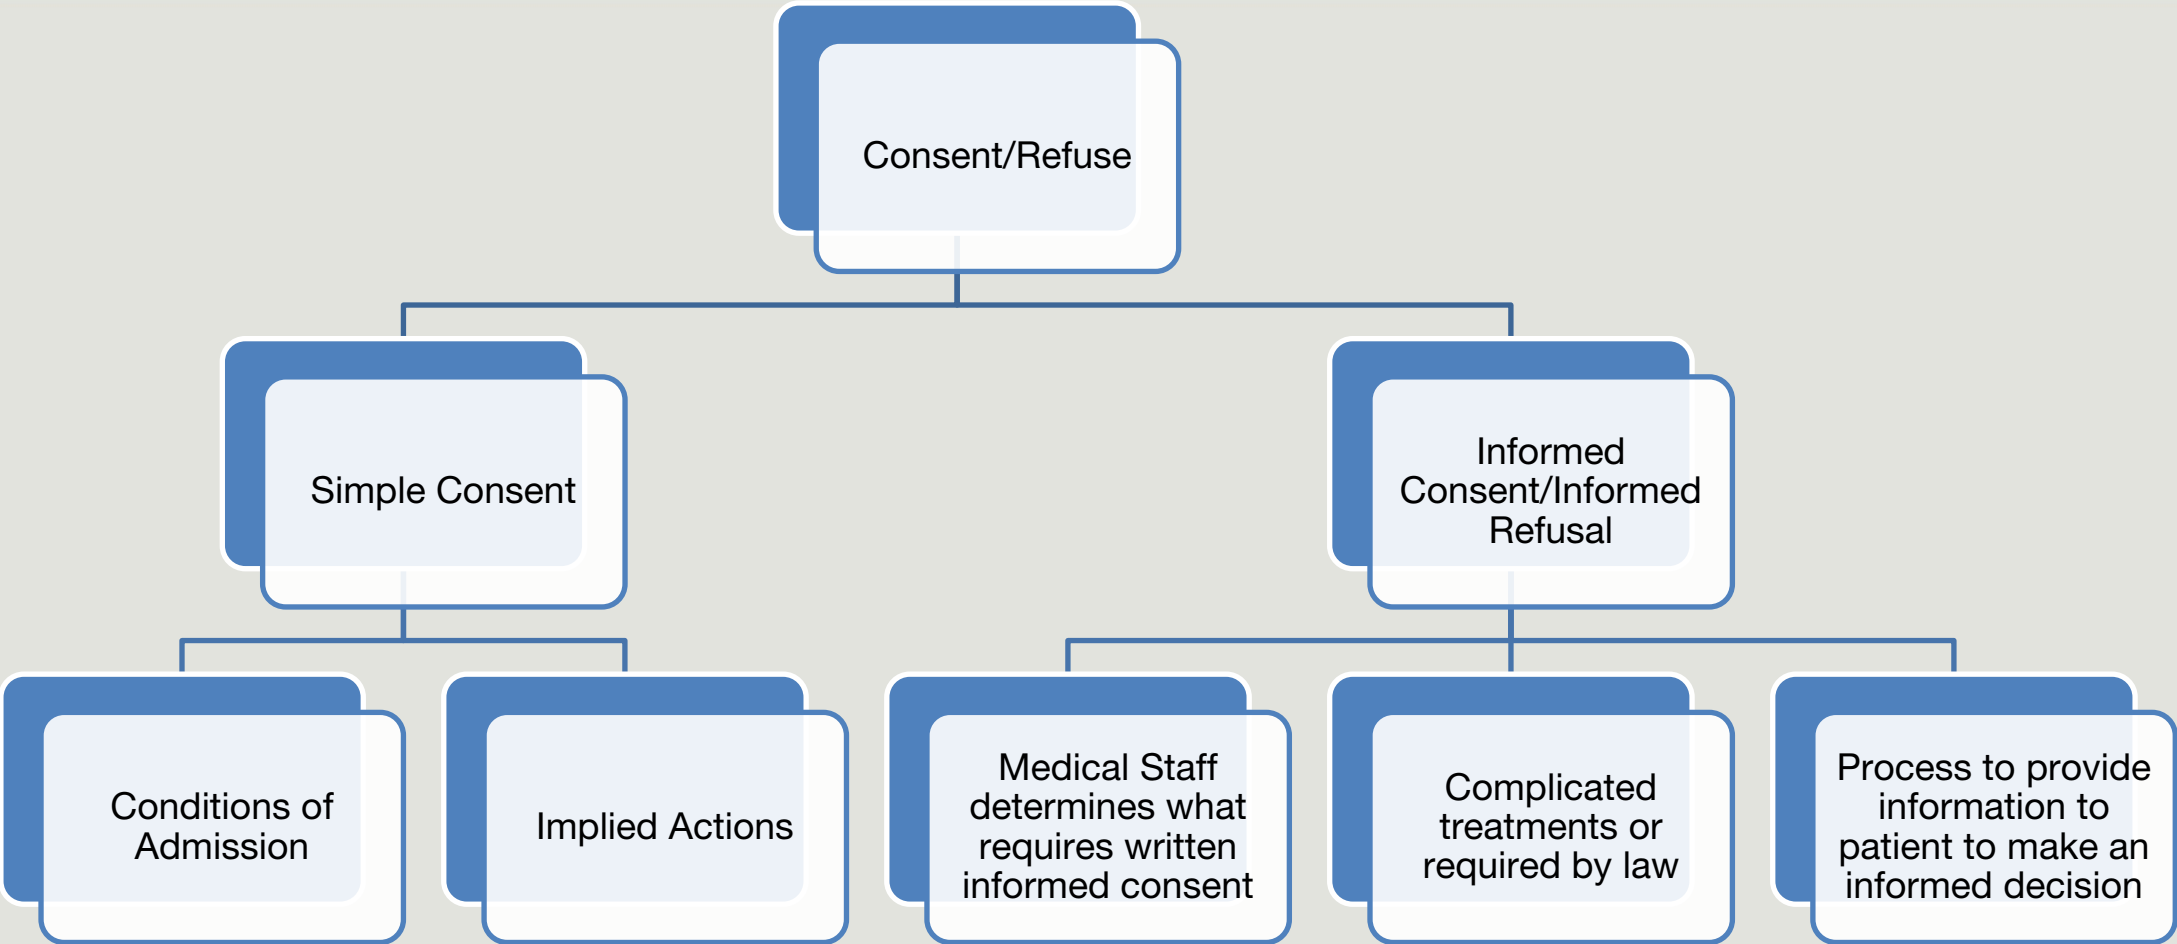 Consent/Refuse
Simple Consent
Informed
Consent/Informed
Refusal
Conditions of
Admission
Implied Actions
Medical Staff
determines what
requires written
informed consent
Complicated
treatments or
required by law
Process to provide
information to
patient to make an
informed decision